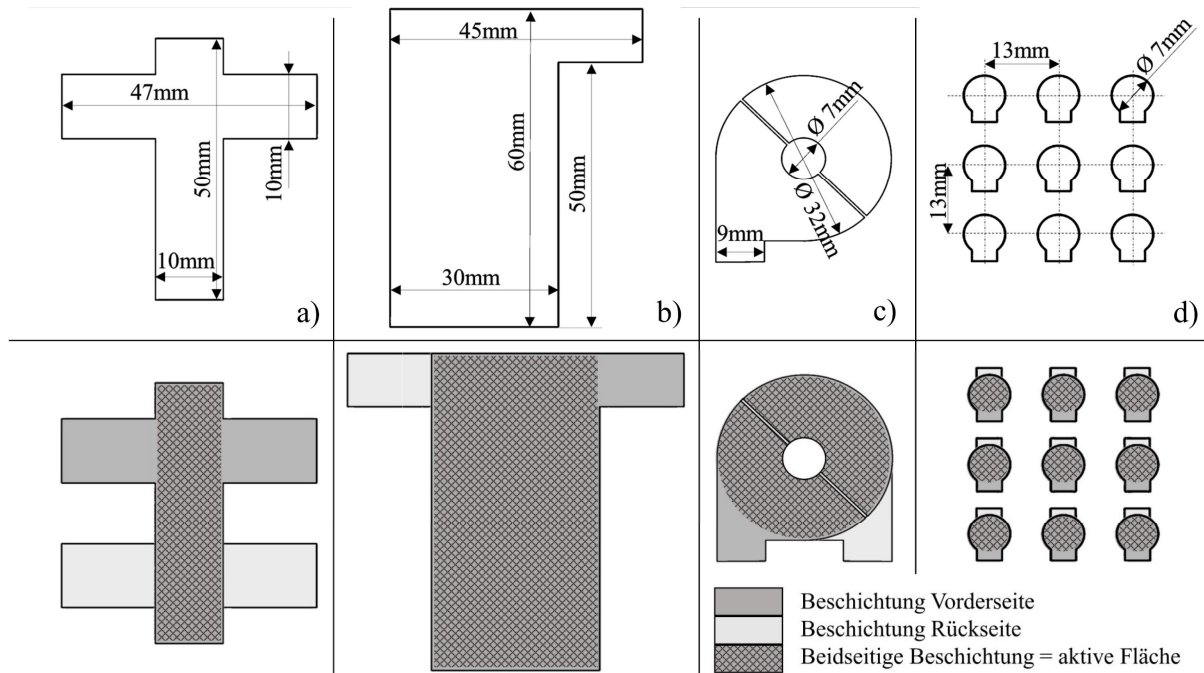 47mm
50mm
10mm
10mm
a)
45mm
60mm
50mm
30mm
b)
Ø 7mm
Ø 32mm
9mm
c)
13mm
Ø 7mm
13mm
d)
Beschichtung Vorderseite
Beschichtung Rückseite
Beidseitige Beschichtung = aktive Fläche